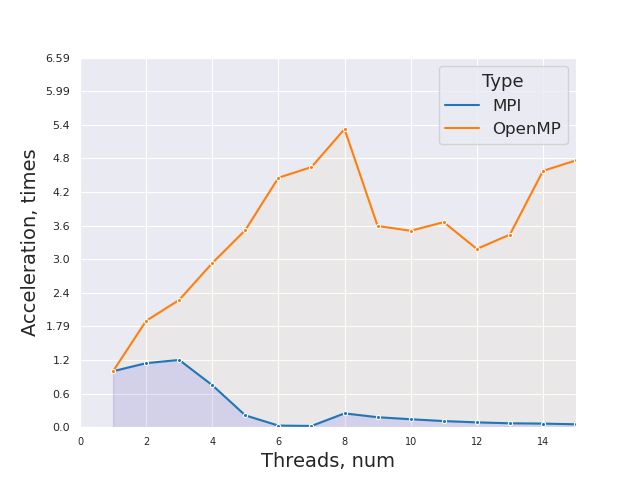 Acceleration, times
6.59
5.99
5.4
4.8
4.2
3.6
3.0
2.4
1.79
1.2
0.6
0.0
Type
MPI
OpenMP
0 2 4 6 8 10 12 14
Threads, num